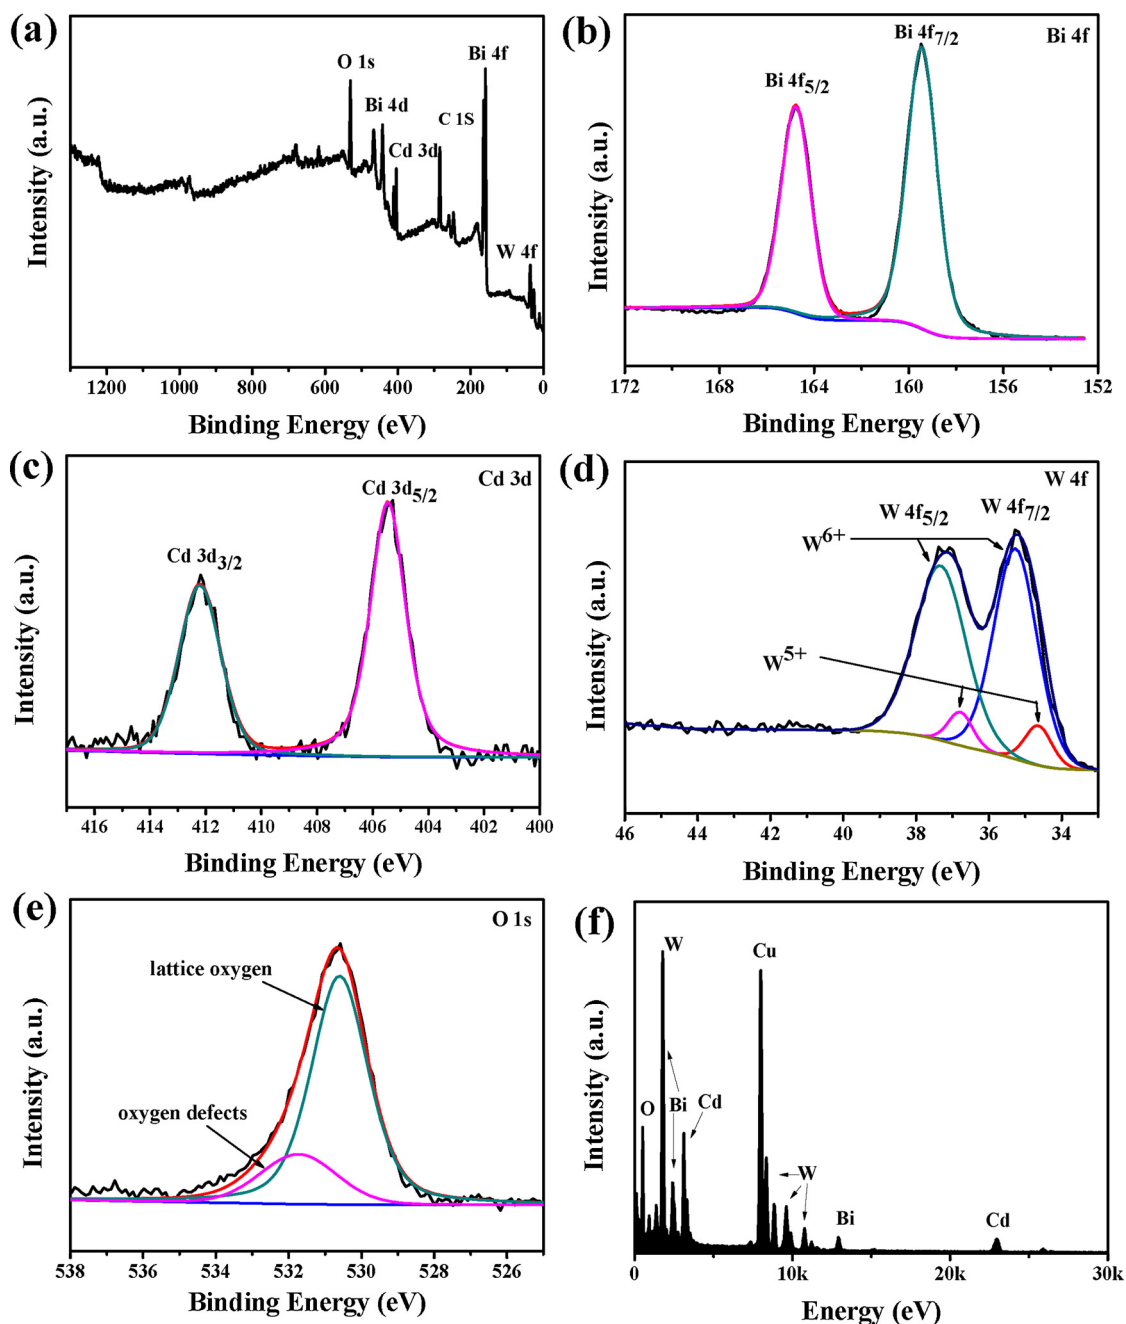 (a)
O 1s
Bi 4f
Bi 4d
C 1S
Cd 3d
W 4f
Intensity (a.u.)
1200 1000 800 600 400 200 0
Binding Energy (eV)
(b)
Bi 4f7/2
Bi 4f
Bi 4f5/2
Intensity (a.u.)
172 168 164 160 156 152
Binding Energy (eV)
(c)
Cd 3d
Cd 3d5/2
Cd 3d3/2
Intensity (a.u.)
416 414 412 410 408 406 404 402 400
Binding Energy (eV)
(d)
W 4f
W 4f5/2
W 4f7/2
W6+
W5+
Intensity (a.u.)
46 44 42 40 38 36 34
Binding Energy (eV)
(e)
O 1s
lattice oxygen
oxygen defects
Intensity (a.u.)
538 536 534 532 530 528 526
Binding Energy (eV)
(f)
W
Cu
O
Bi
Cd
W
Bi
Cd
Intensity (a.u.)
0 10k 20k 30k
Energy (eV)